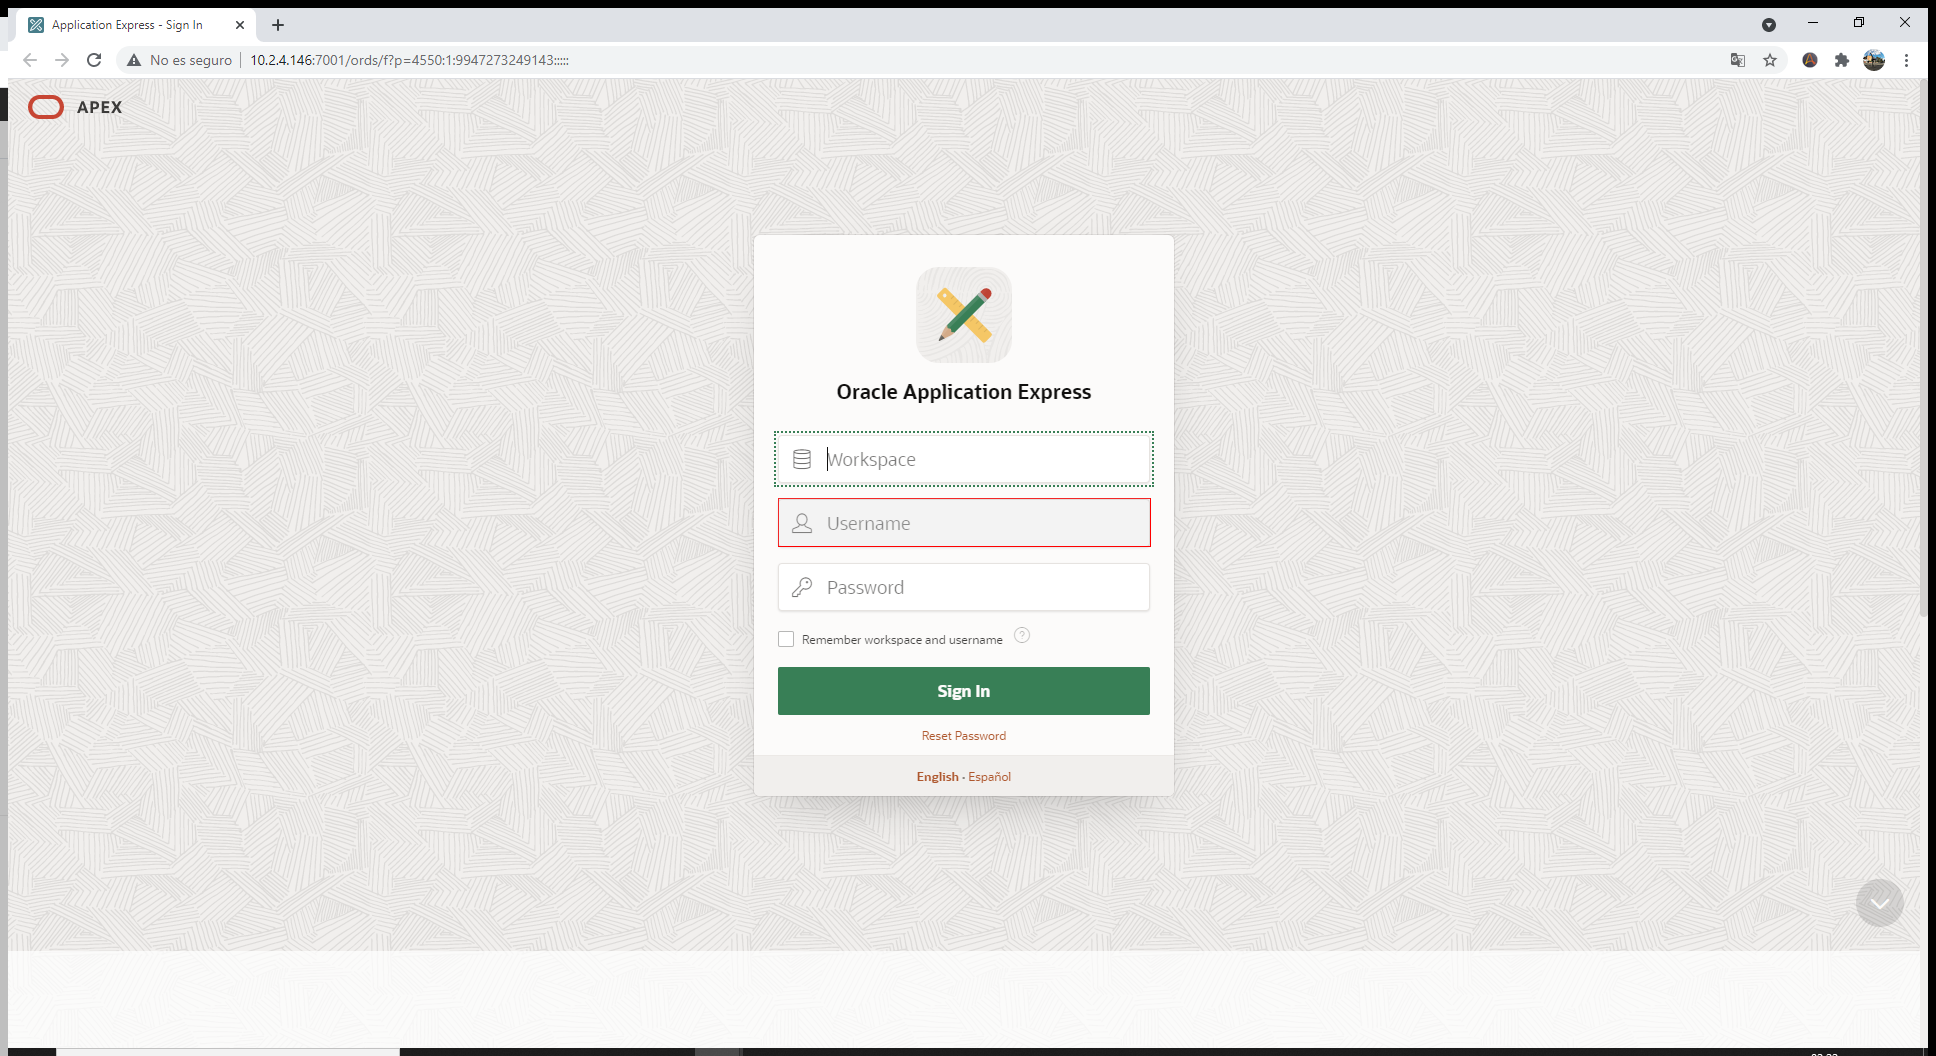 Application Express - Sign In
No es seguro
10.2.4.146:7001/ords/f?p=4550:1:9947273249143:::::
APEX
Oracle Application Express
Workspace
Username
Password
Remember workspace and username
?
Sign In
Reset Password
English - Español